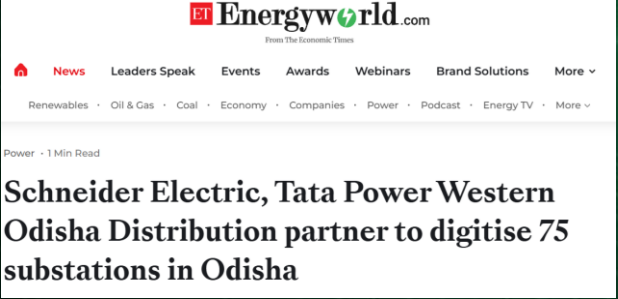 ET Energyworld.com
From The Economic Times
News Leaders Speak Events Awards Webinars Brand Solutions More
Renewables · Oil & Gas · Coal · Economy · Companies · Power · Podcast · Energy TV · More
Power · 1 Min Read
Schneider Electric, Tata Power Western
Odisha Distribution partner to digitise 75
substations in Odisha